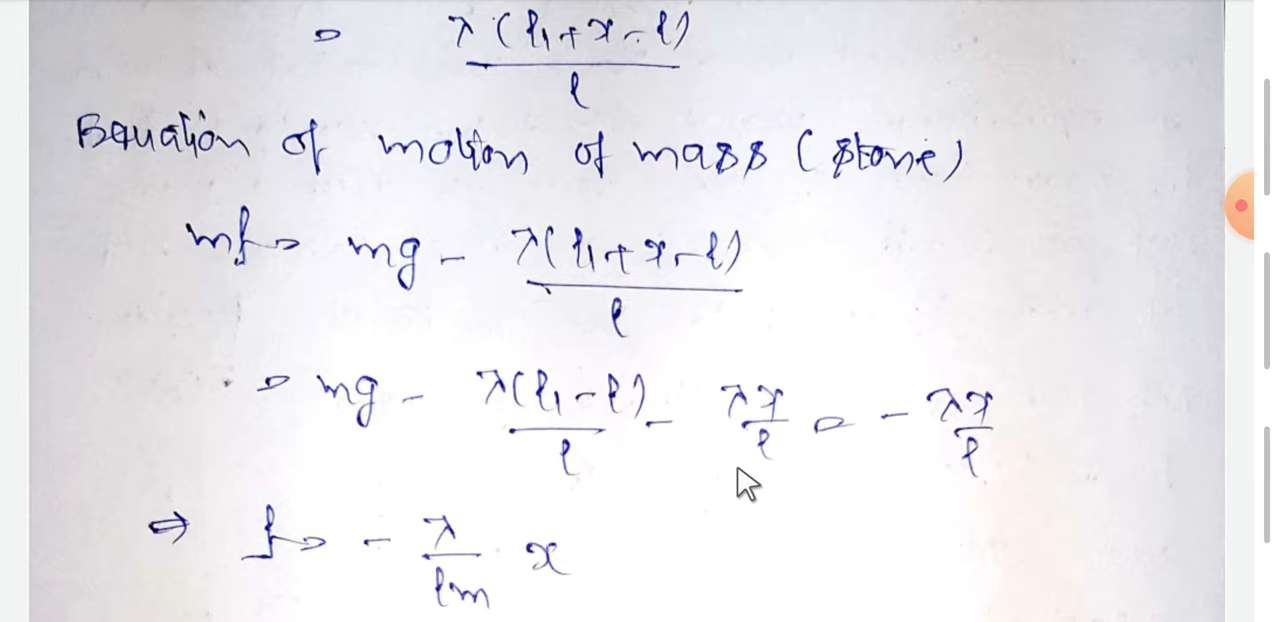 = λ(l₁+x-l)/l
Equation of motion of mass (stone)
mf = mg - λ(l₁+x-l)/l
= mg - λ(l₁-l)/l - λx/l = - λx/l
⇒ f = - λ/lm x